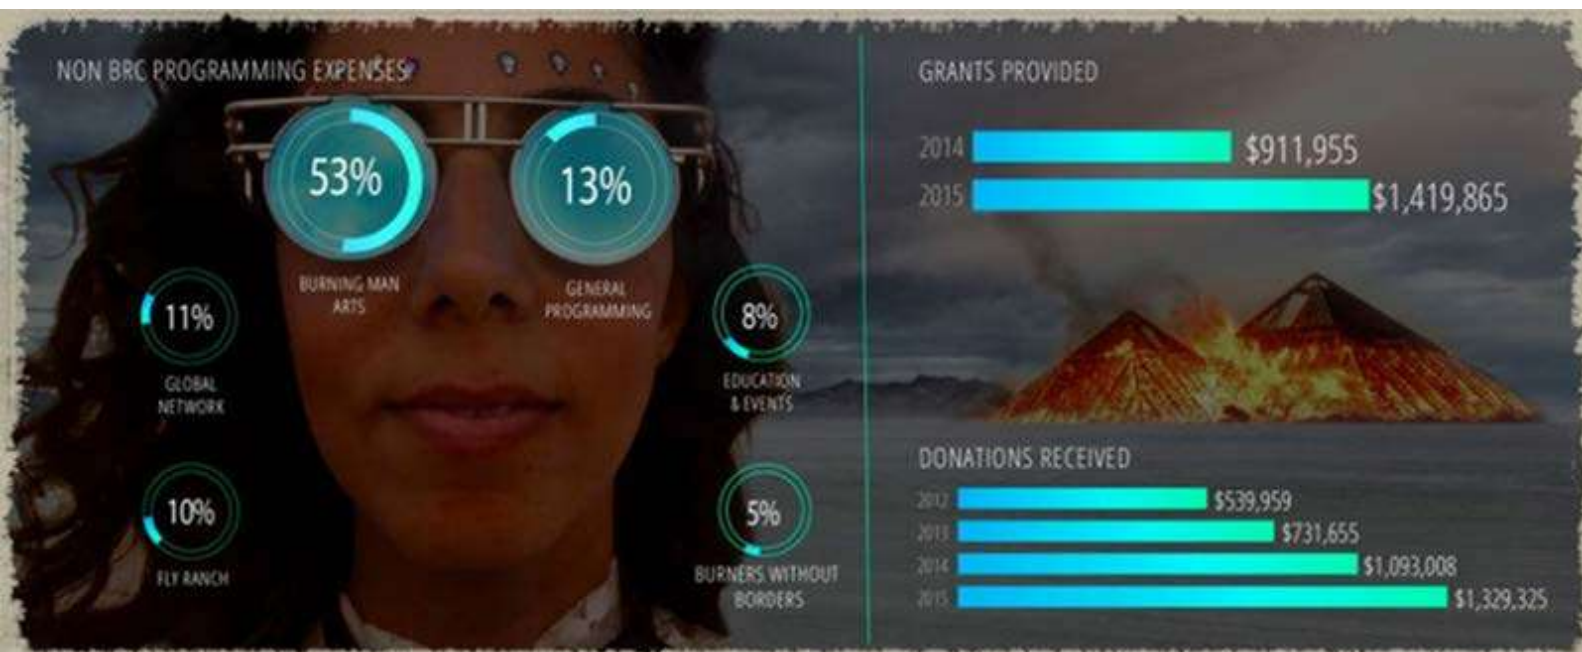 NON BRC PROGRAMMING EXPENSES
53%
BURNING MAN
ARTS
13%
GENERAL
PROGRAMMING
11%
GLOBAL
NETWORK
8%
EDUCATION
& EVENTS
10%
FLY RANCH
5%
BURNERS WITHOUT
BORDERS
GRANTS PROVIDED
2014 $911,955
2015 $1,419,865
DONATIONS RECEIVED
2012 $539,959
2013 $731,655
2014 $1,093,008
2015 $1,329,325